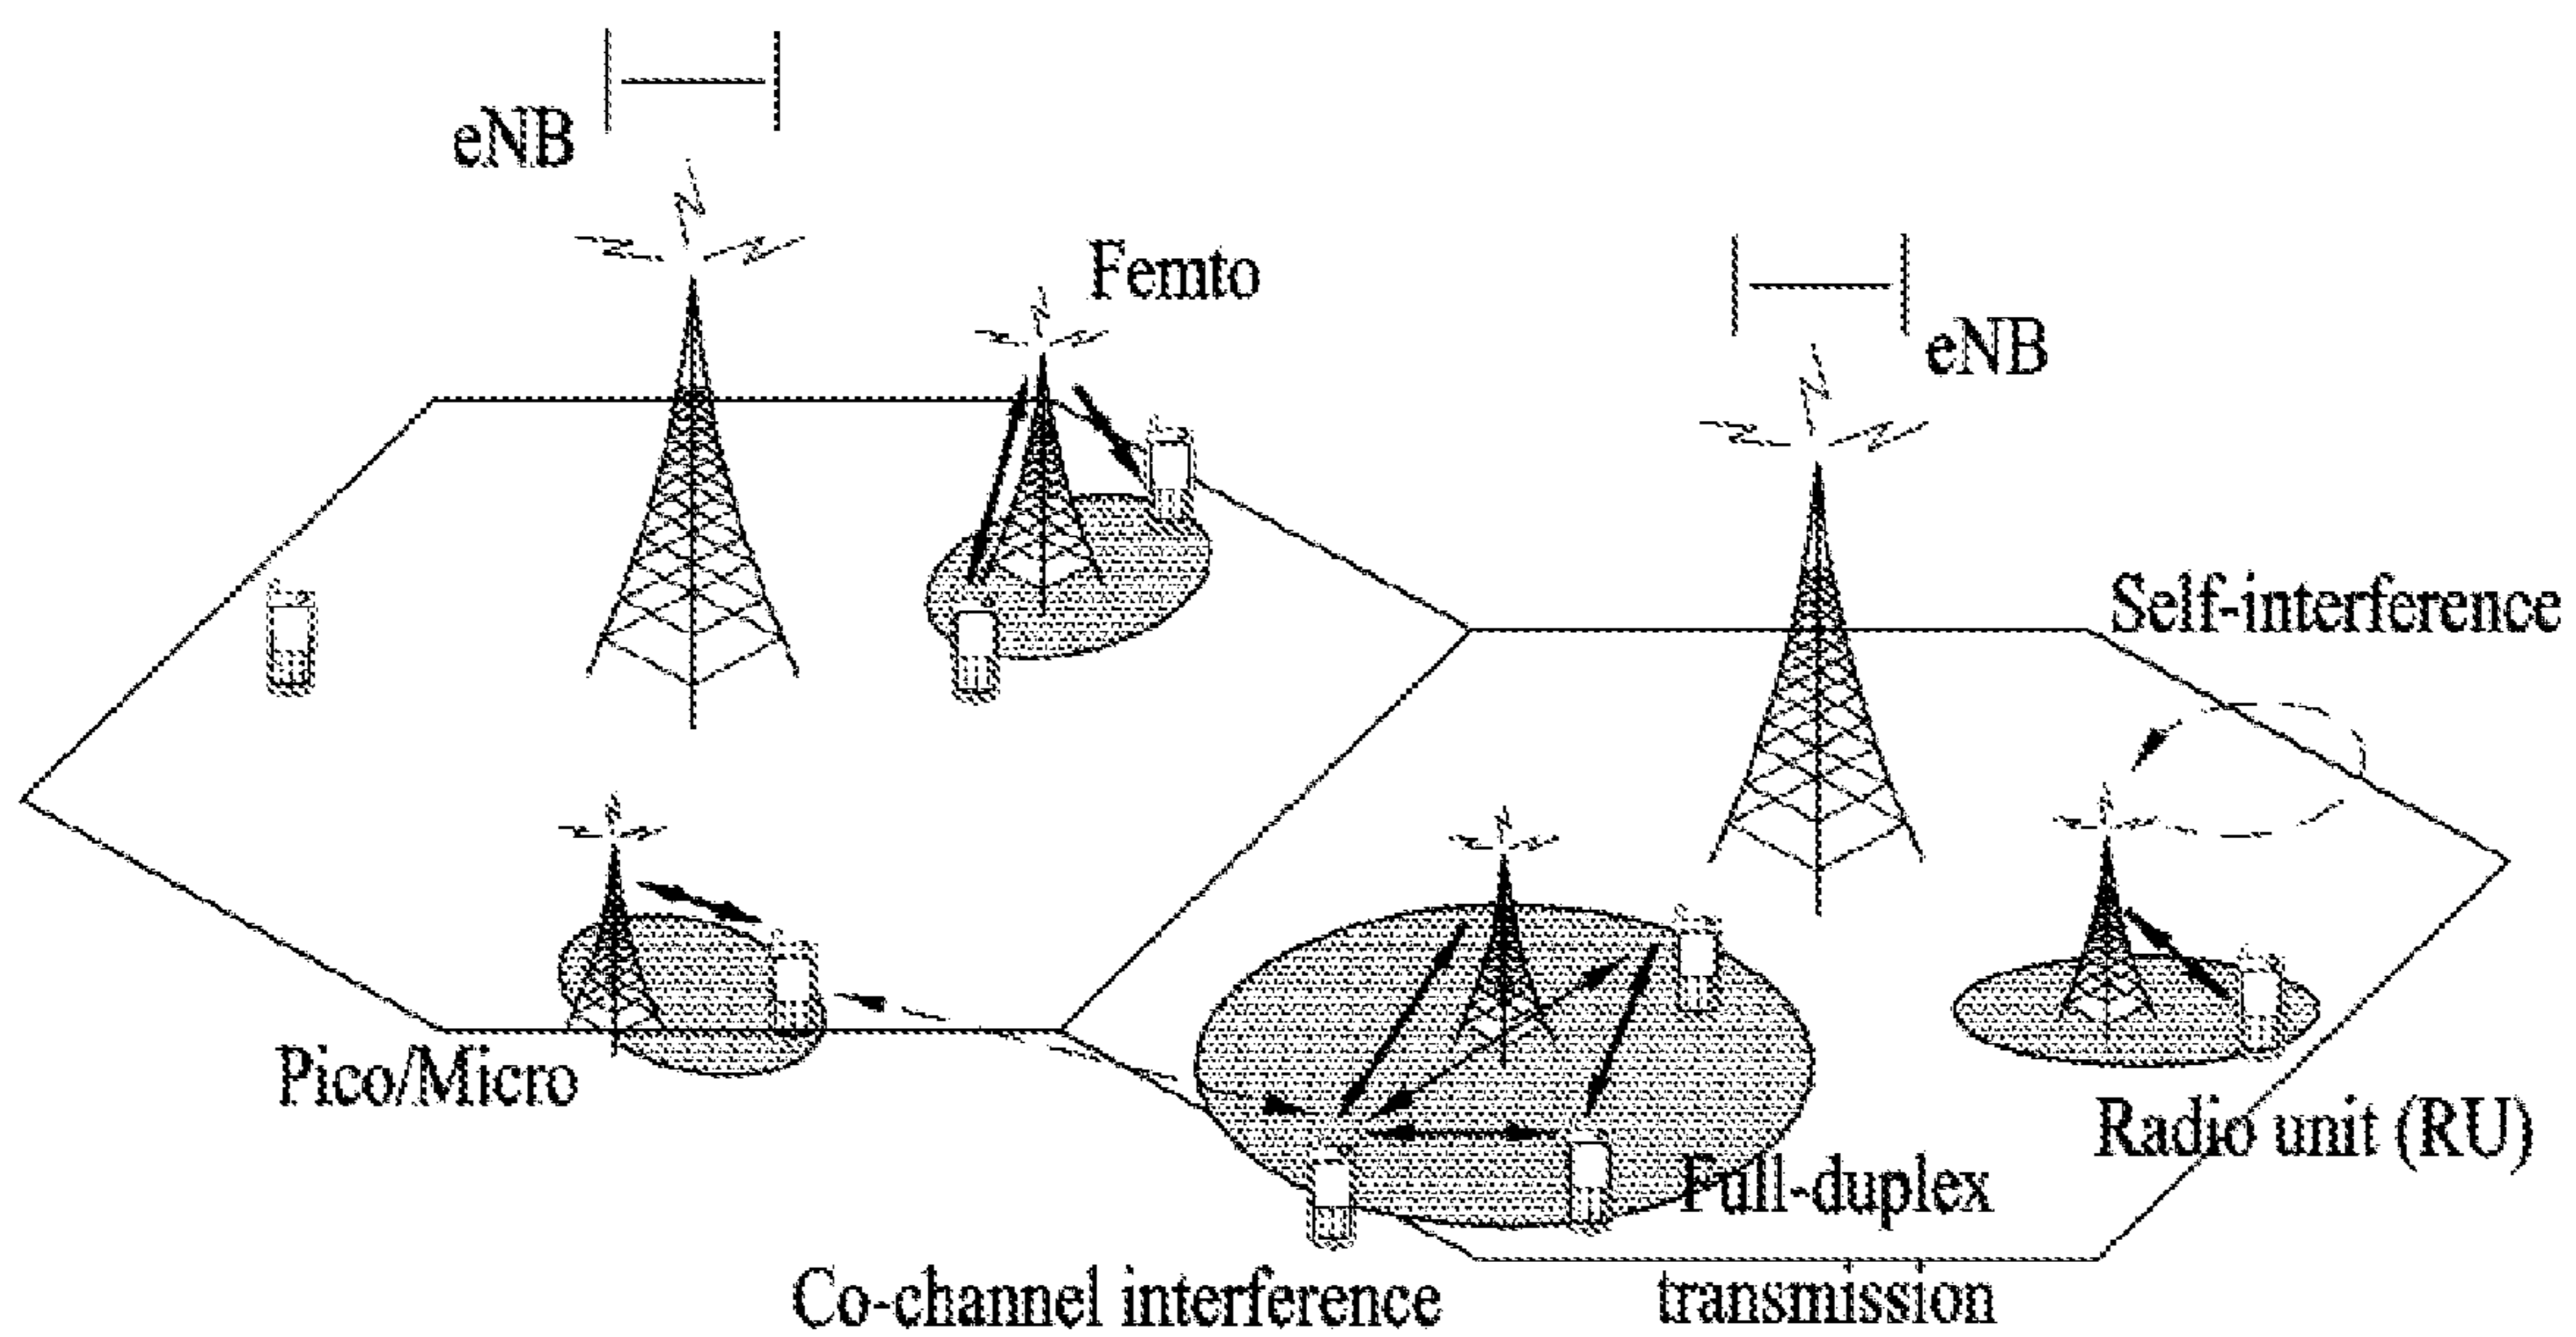 eNB
Femto
eNB
Self-interference
Pico/Micro
Radio unit (RU)
Full-duplex
transmission
Co-channel interference